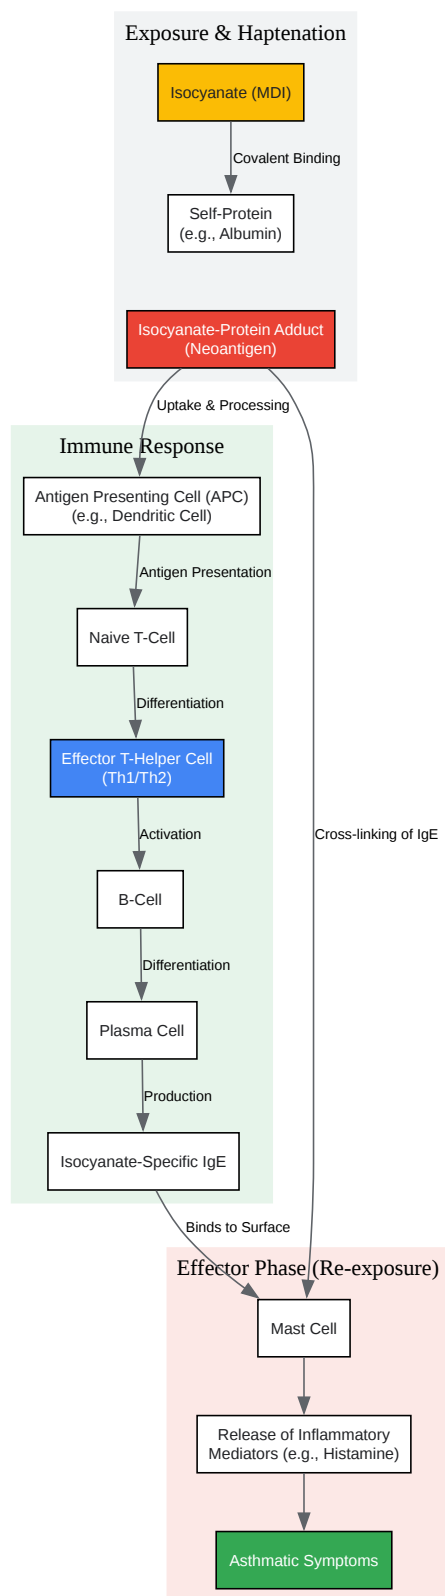 Exposure & Haptenation
Isocyanate (MDI)
Covalent Binding
Self-Protein
(e.g., Albumin)
Isocyanate-Protein Adduct
(Neoantigen)
Uptake & Processing
Immune Response
Antigen Presenting Cell (APC)
(e.g., Dendritic Cell)
Antigen Presentation
Naive T-Cell
Differentiation
Effector T-Helper Cell
(Th1/Th2)
Activation
Cross-linking of IgE
B-Cell
Differentiation
Plasma Cell
Production
Isocyanate-Specific IgE
Binds to Surface
Effector Phase (Re-exposure)
Mast Cell
Release of Inflammatory
Mediators (e.g., Histamine)
Asthmatic Symptoms